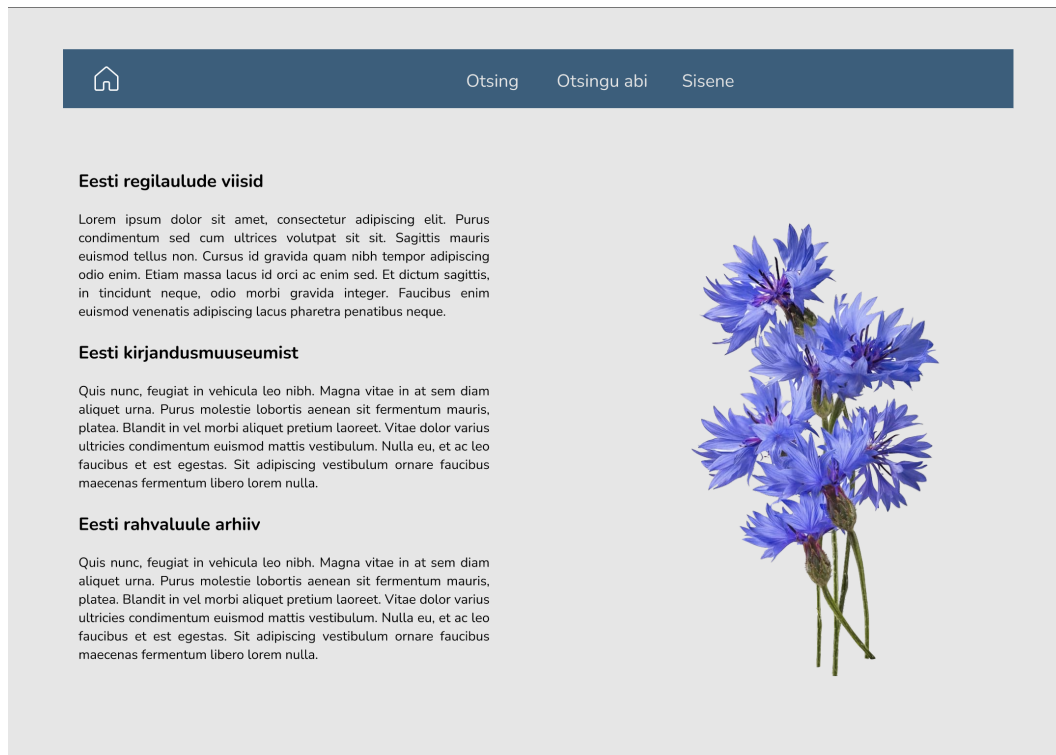 Otsing Otsingu abi Sisene
Eesti regilaulude viisid
Lorem ipsum dolor sit amet, consectetur adipiscing elit. Purus
condimentum sed cum ultrices volutpat sit sit. Sagittis mauris
euismod tellus non. Cursus id gravida quam nibh tempor adipiscing
odio enim. Etiam massa lacus id orci ac enim sed. Et dictum sagittis,
in tincidunt neque, odio morbi gravida integer. Faucibus enim
euismod venenatis adipiscing lacus pharetra penatibus neque.
Eesti kirjandusmuuseumist
Quis nunc, feugiat in vehicula leo nibh. Magna vitae in at sem diam
aliquet urna. Purus molestie lobortis aenean sit fermentum mauris,
platea. Blandit in vel morbi aliquet pretium laoreet. Vitae dolor varius
ultricies condimentum euismod mattis vestibulum. Nulla eu, et ac leo
faucibus et est egestas. Sit adipiscing vestibulum ornare faucibus
maecenas fermentum libero lorem nulla.
Eesti rahvaluule arhiiv
Quis nunc, feugiat in vehicula leo nibh. Magna vitae in at sem diam
aliquet urna. Purus molestie lobortis aenean sit fermentum mauris,
platea. Blandit in vel morbi aliquet pretium laoreet. Vitae dolor varius
ultricies condimentum euismod mattis vestibulum. Nulla eu, et ac leo
faucibus et est egestas. Sit adipiscing vestibulum ornare faucibus
maecenas fermentum libero lorem nulla.